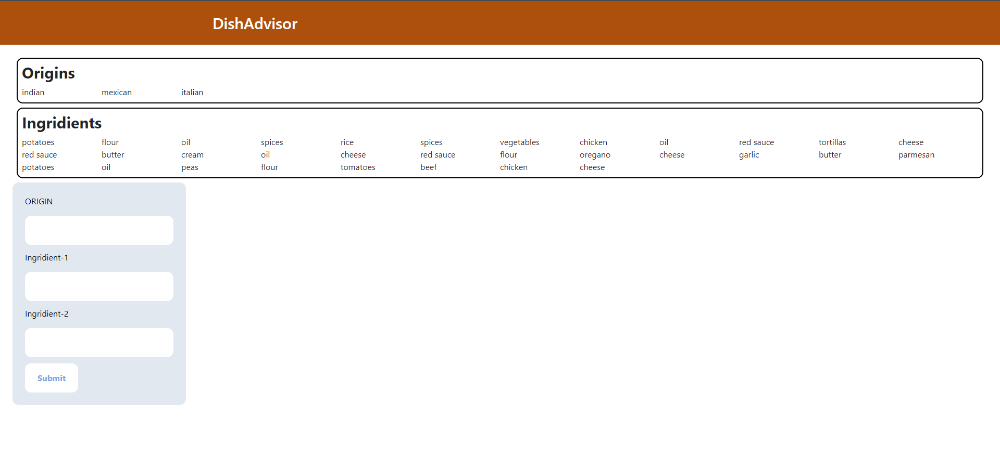 DishAdvisor
Origins
indian mexican italian
Ingridients
potatoes flour oil spices rice spices vegetables chicken oil red sauce tortillas cheese
red sauce butter cream oil cheese red sauce flour oregano cheese garlic butter parmesan
potatoes oil peas flour tomatoes beef chicken cheese
ORIGIN
Ingridient-1
Ingridient-2
Submit